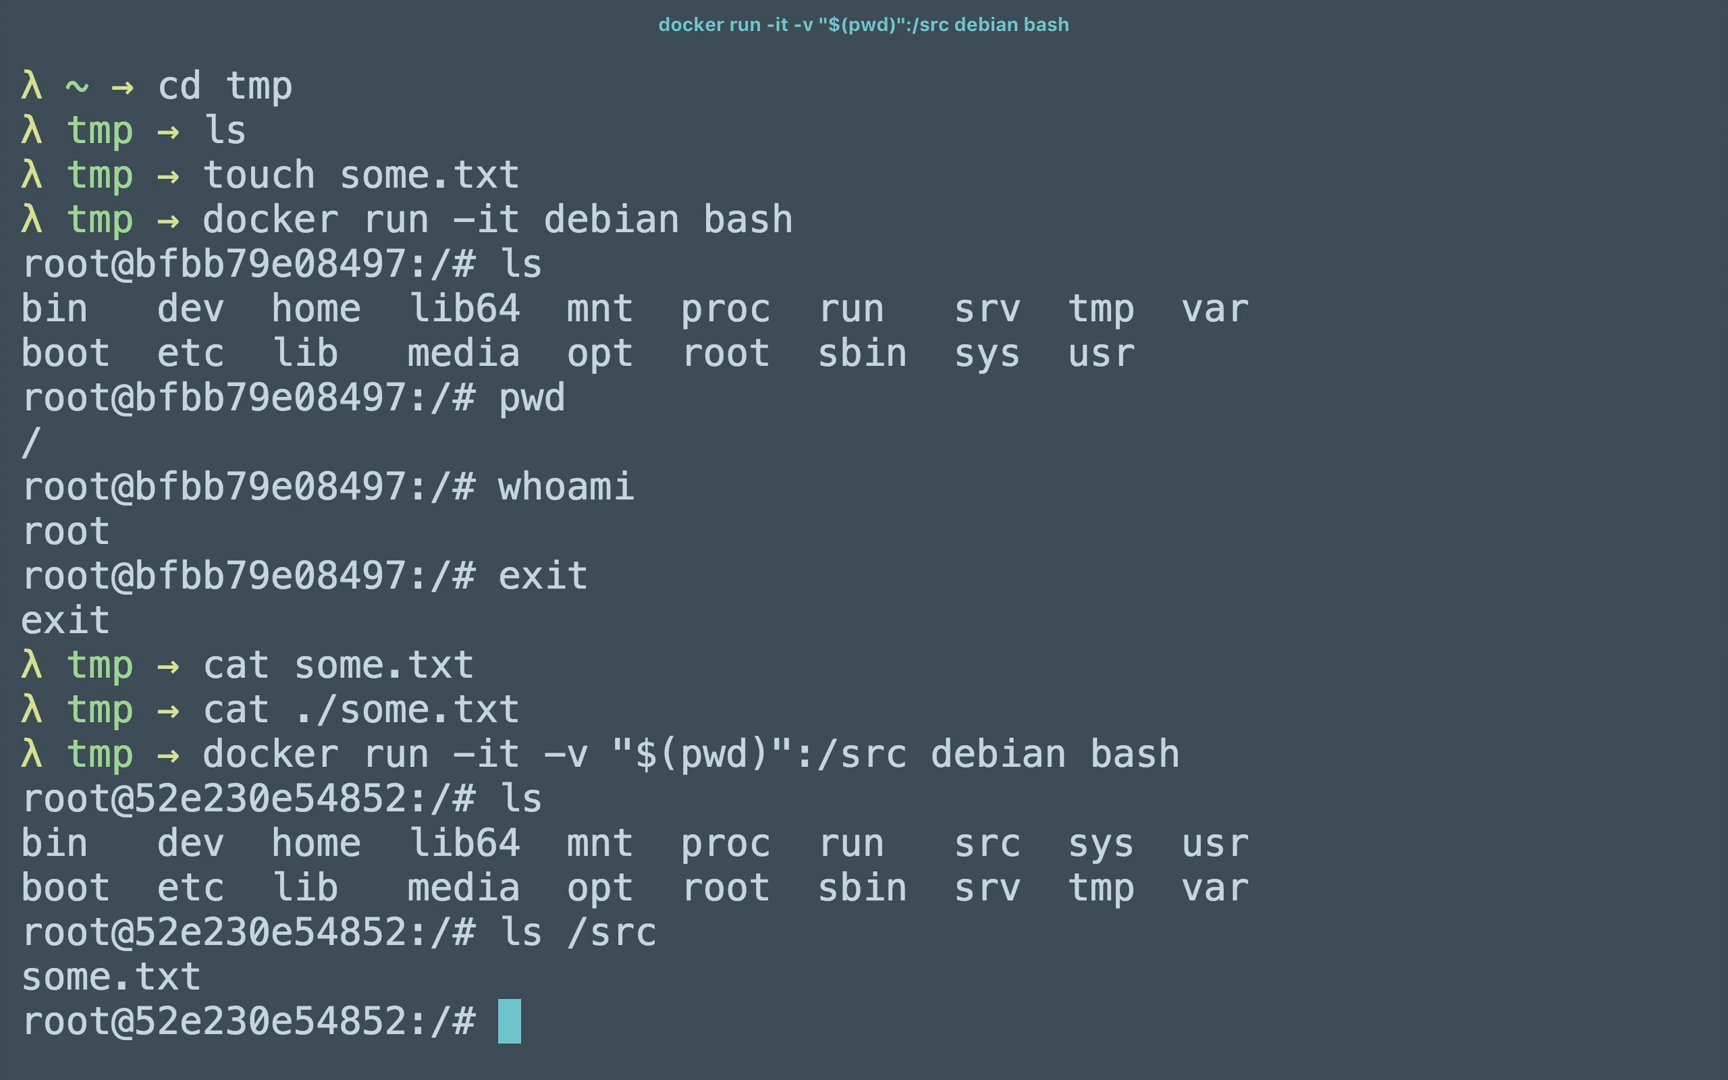 docker run -it -v "$(pwd)":/src debian bash
λ ~ → cd tmp
λ tmp → ls
λ tmp → touch some.txt
λ tmp → docker run -it debian bash
root@bfbb79e08497:/# ls
bin   dev  home  lib64  mnt  proc  run   srv  tmp  var
boot  etc  lib   media  opt  root  sbin  sys  usr
root@bfbb79e08497:/# pwd
/
root@bfbb79e08497:/# whoami
root
root@bfbb79e08497:/# exit
exit
λ tmp → cat some.txt
λ tmp → cat ./some.txt
λ tmp → docker run -it -v "$(pwd)":/src debian bash
root@52e230e54852:/# ls
bin   dev  home  lib64  mnt  proc  run   src  sys  usr
boot  etc  lib   media  opt  root  sbin  srv  tmp  var
root@52e230e54852:/# ls /src
some.txt
root@52e230e54852:/#